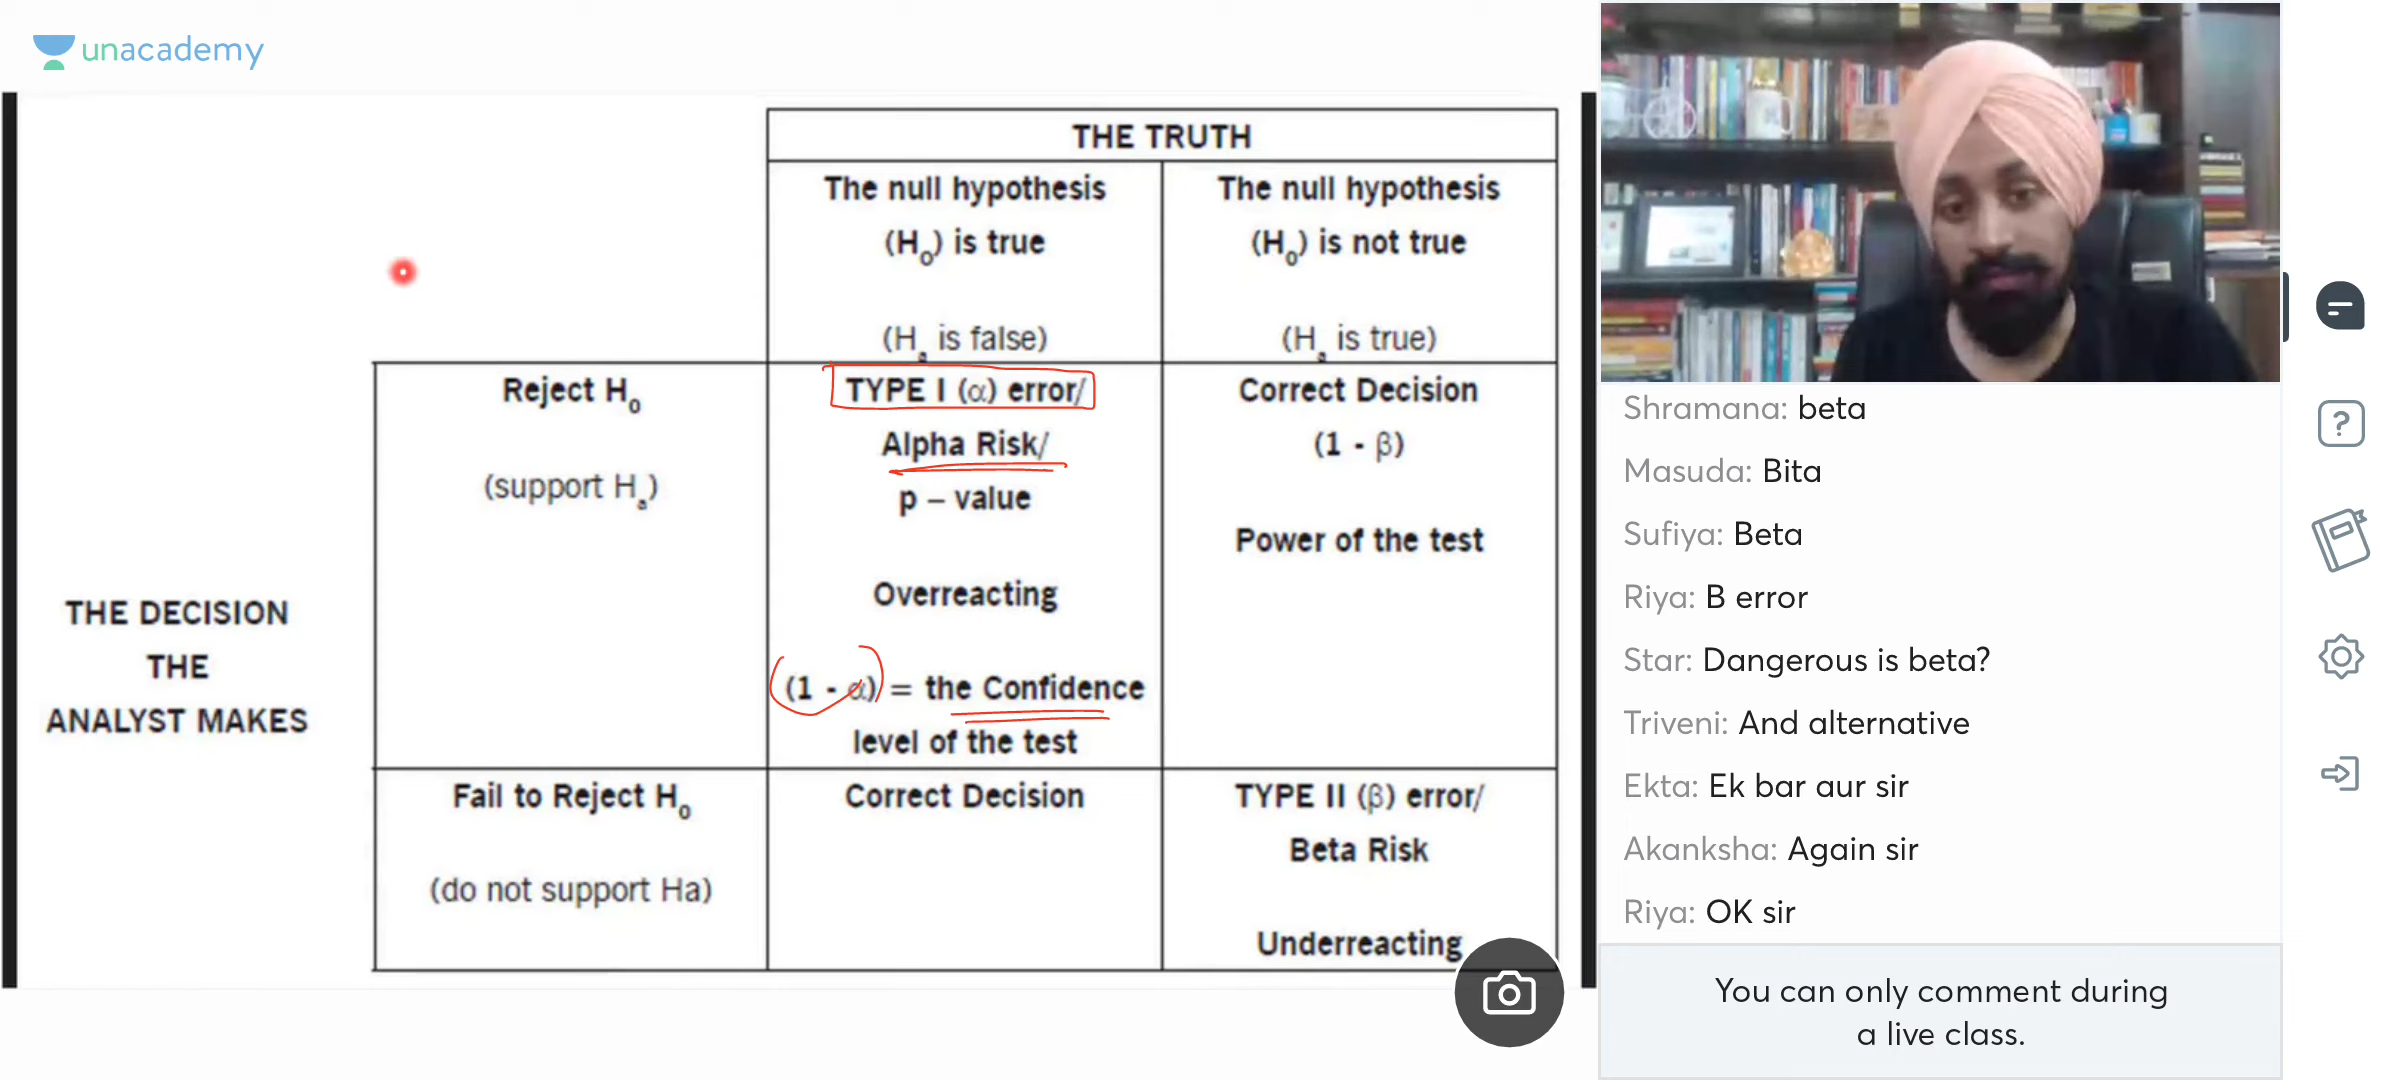 unacademy
THE TRUTH
The null hypothesis
(H₀) is true
(Hₐ is false)
The null hypothesis
(H₀) is not true
(Hₐ is true)
THE DECISION
THE
ANALYST MAKES
Reject H₀
(support Hₐ)
TYPE I (α) error/
Alpha Risk/
p – value
Overreacting
(1 - α) = the Confidence
level of the test
Correct Decision
(1 - β)
Power of the test
Fail to Reject H₀
(do not support Ha)
Correct Decision
TYPE II (β) error/
Beta Risk
Underreacting
Shramana: beta
Masuda: Bita
Sufiya: Beta
Riya: B error
Star: Dangerous is beta?
Triveni: And alternative
Ekta: Ek bar aur sir
Akanksha: Again sir
Riya: OK sir
You can only comment during
a live class.
?